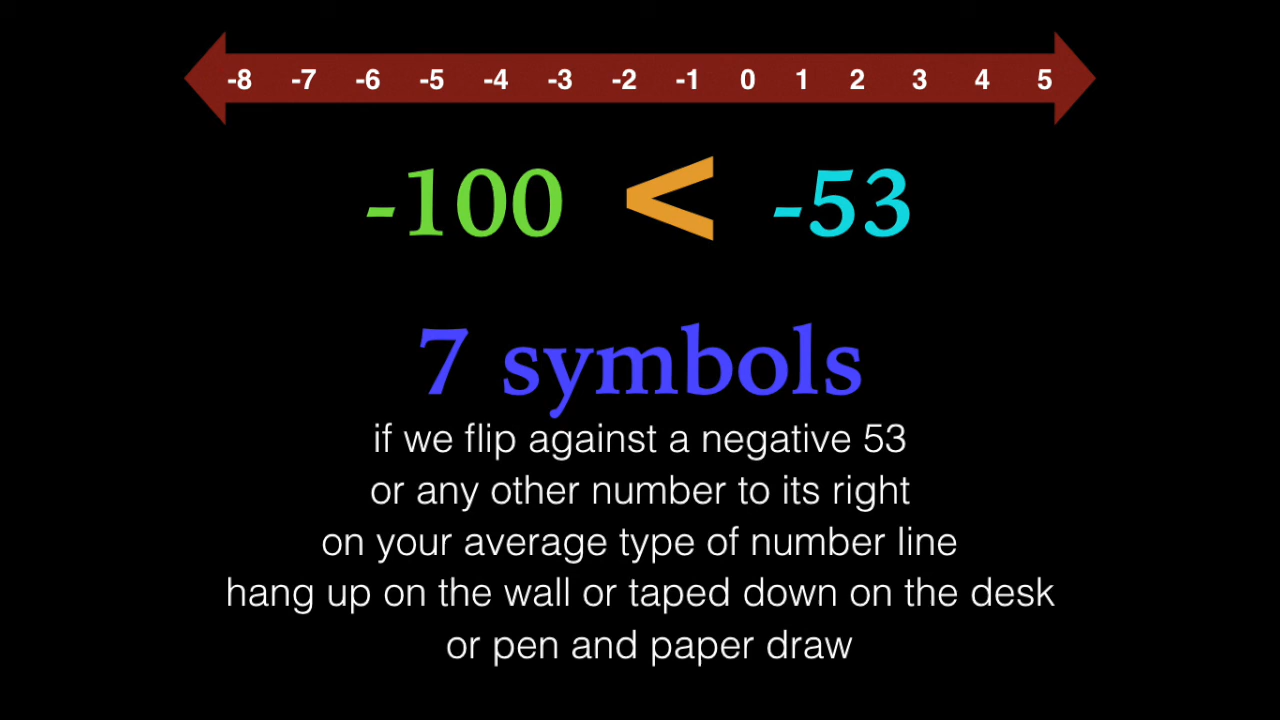 -8 -7 -6 -5 -4 -3 -2 -1 0 1 2 3 4 5
-100 < -53
7 symbols
if we flip against a negative 53
or any other number to its right
on your average type of number line
hang up on the wall or taped down on the desk
or pen and paper draw